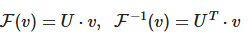 ℱ(v) = U · v, ℱ⁻¹(v) = Uᵀ · v